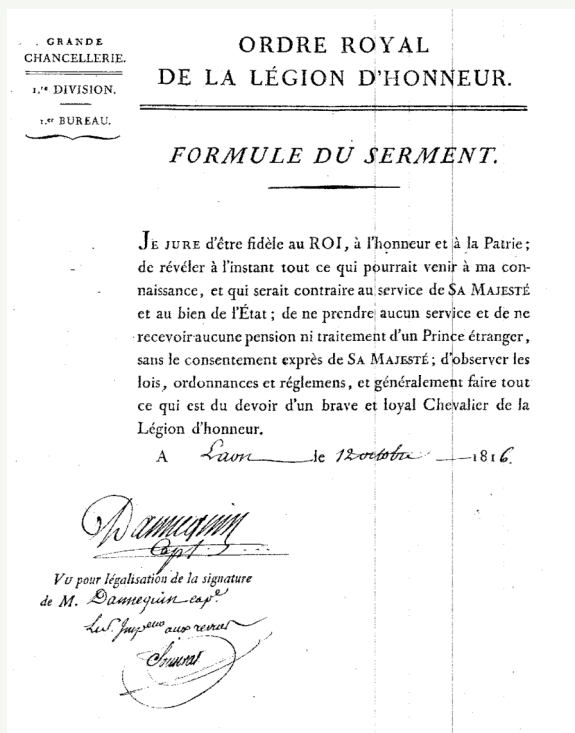 GRANDE
CHANCELLERIE.
1.re DIVISION.
1.er BUREAU.
ORDRE ROYAL
DE LA LÉGION D'HONNEUR.
FORMULE DU SERMENT.
JE JURE d'être fidèle au ROI, à l'honneur et à la Patrie;
de révéler à l'instant tout ce qui pourrait venir à ma con-
naissance, et qui serait contraire au service de SA MAJESTÉ
et au bien de l'État; de ne prendre aucun service et de ne
recevoir aucune pension ni traitement d'un Prince étranger,
sans le consentement exprès de SA MAJESTÉ; d'observer les
lois, ordonnances et réglemens, et généralement faire tout
ce qui est du devoir d'un brave et loyal Chevalier de la
Légion d'honneur.
A Laon le 12 octobre 1816.
Dannequin
Capt
Vu pour légalisation de la signature
de M. Dannequin cap.e
aux revues